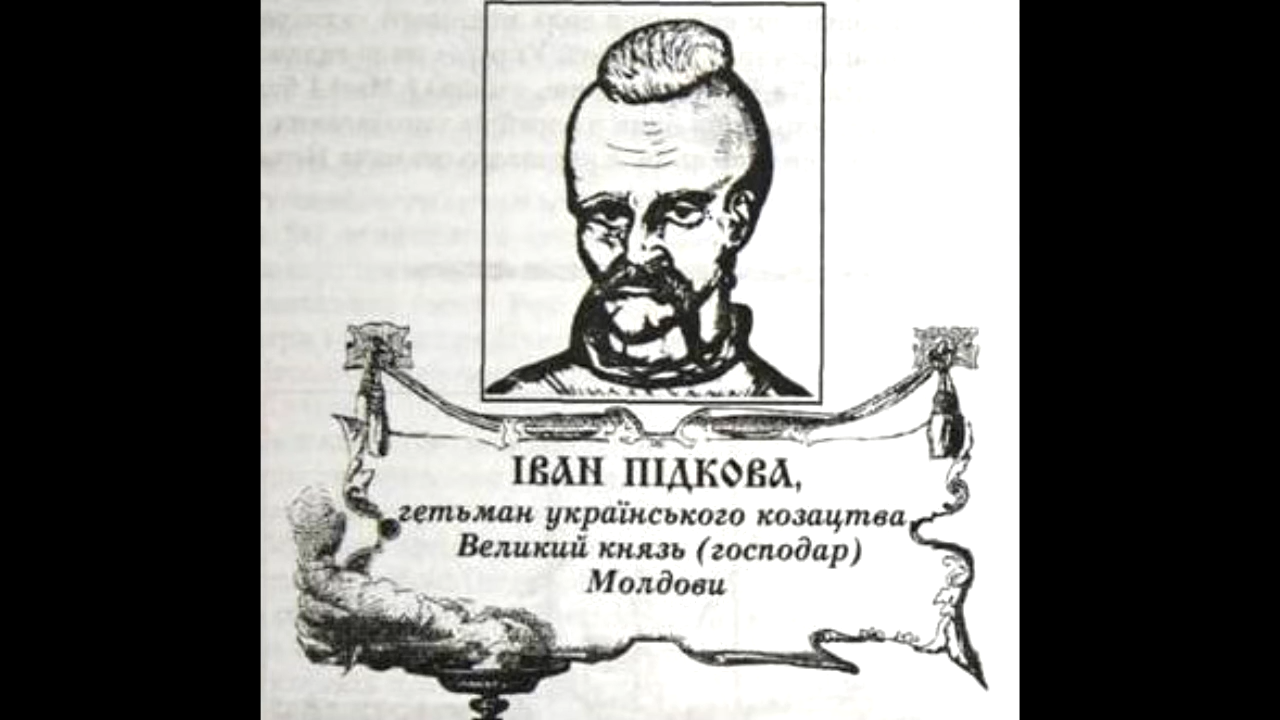 ІВАН ПІДКОВА,
гетьман українського козацтва,
Великий князь (господар)
Молдови